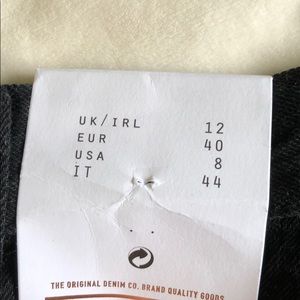 UK/IRL 12
EUR 40
USA 8
IT 44
THE ORIGINAL DENIM CO. BRAND QUALITY GOODS